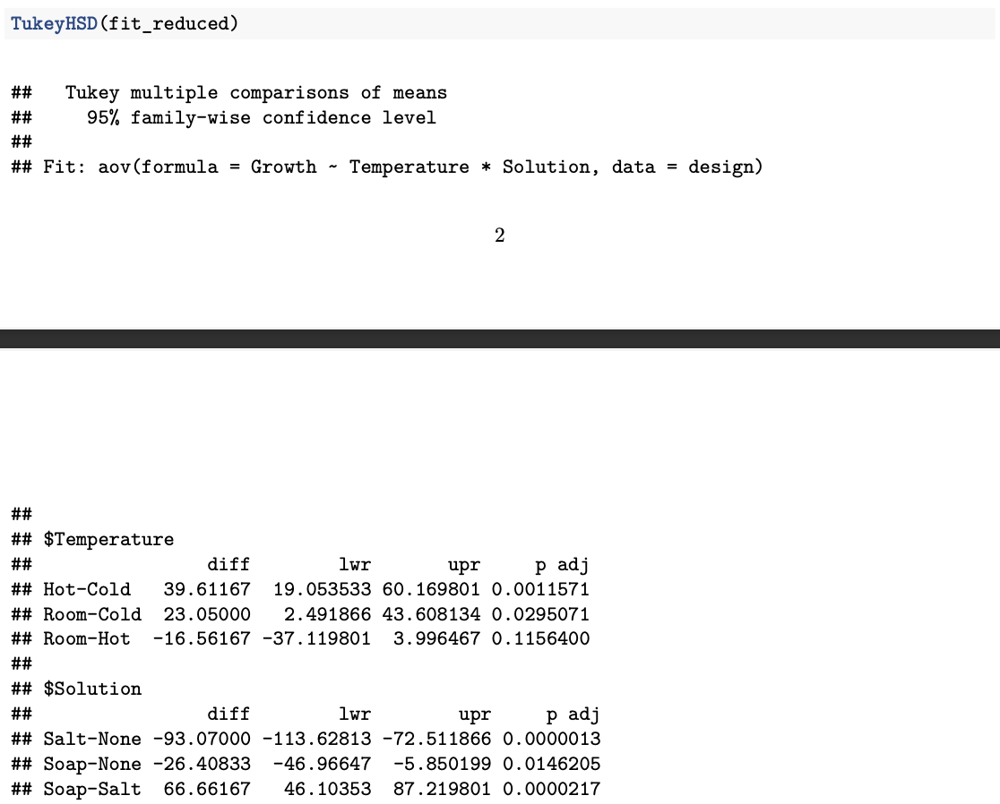 TukeyHSD(fit_reduced)
##   Tukey multiple comparisons of means
##     95% family-wise confidence level
##
## Fit: aov(formula = Growth ~ Temperature * Solution, data = design)
2
##
## $Temperature
##                diff        lwr       upr     p adj
## Hot-Cold   39.61167  19.053533 60.169801 0.0011571
## Room-Cold  23.05000   2.491866 43.608134 0.0295071
## Room-Hot  -16.56167 -37.119801  3.996467 0.1156400
##
## $Solution
##                diff        lwr        upr     p adj
## Salt-None -93.07000 -113.62813 -72.511866 0.0000013
## Soap-None -26.40833  -46.96647  -5.850199 0.0146205
## Soap-Salt  66.66167   46.10353  87.219801 0.0000217